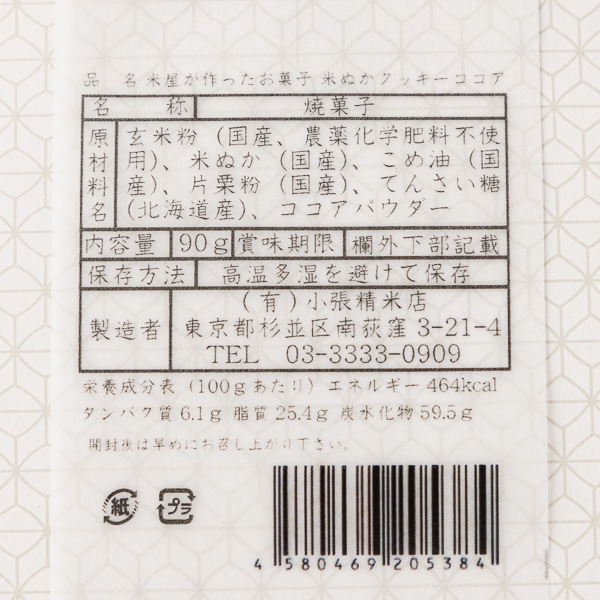 品 名 米屋が作ったお菓子 米ぬかクッキーココア
名 称 焼菓子
原材料名 玄米粉（国産、農薬化学肥料不使
用）、米ぬか（国産）、こめ油（国
産）、片栗粉（国産）、てんさい糖
（北海道産）、ココアパウダー
内容量 90g 賞味期限 欄外下部記載
保存方法 高温多湿を避けて保存
製造者 （有）小張精米店
東京都杉並区南荻窪 3-21-4
TEL 03-3333-0909
栄養成分表（100gあたり）エネルギー 464kcal
タンパク質 6.1g 脂質 25.4g 炭水化物 59.5g
開封後は早めにお召し上がり下さい。
紙 プラ
4 580469 205384